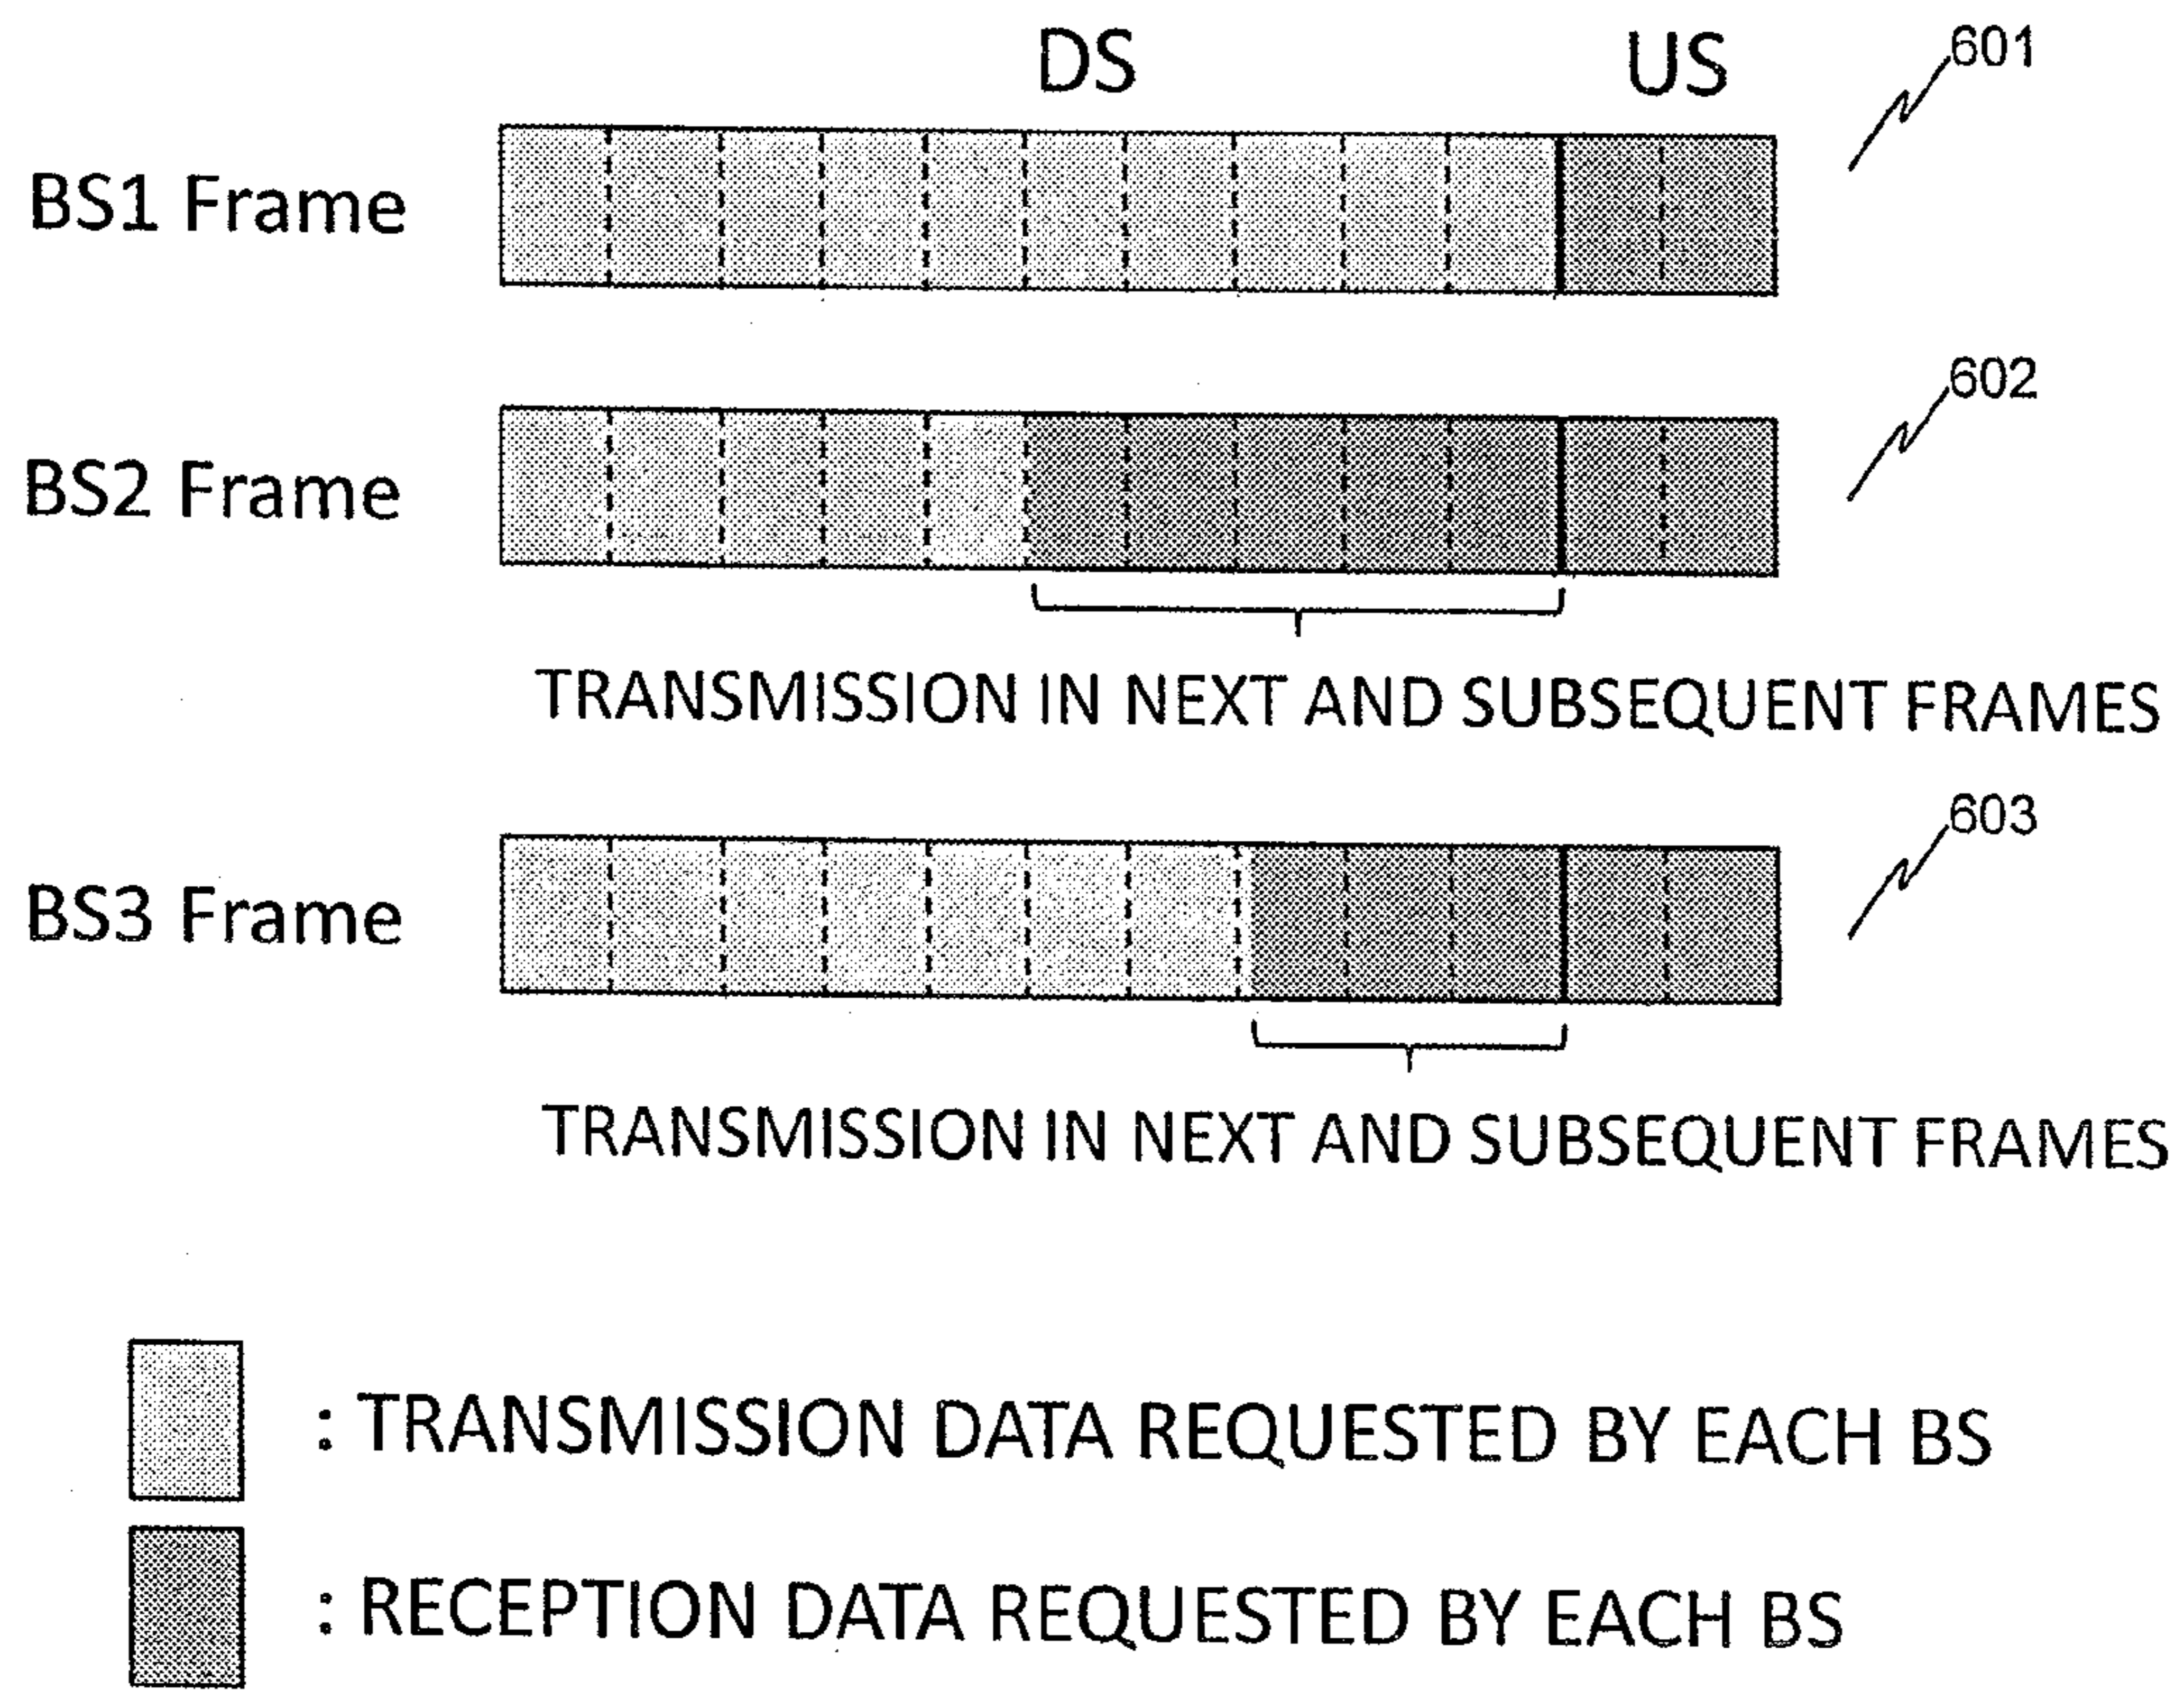 DS US
601
BS1 Frame
602
BS2 Frame
TRANSMISSION IN NEXT AND SUBSEQUENT FRAMES
603
BS3 Frame
TRANSMISSION IN NEXT AND SUBSEQUENT FRAMES
: TRANSMISSION DATA REQUESTED BY EACH BS
: RECEPTION DATA REQUESTED BY EACH BS